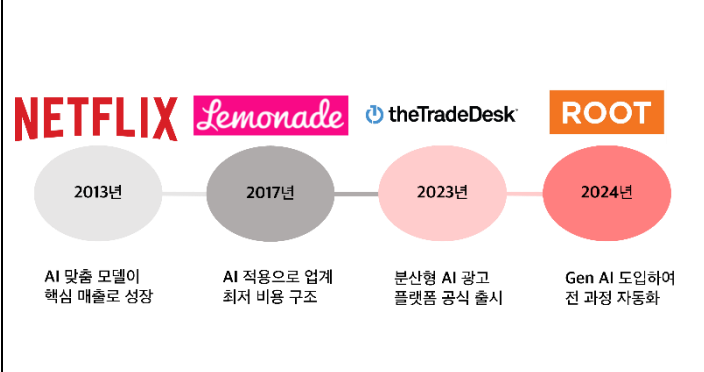 NETFLIX
Lemonade
theTradeDesk
ROOT
2013년
2017년
2023년
2024년
AI 맞춤 모델이
핵심 매출로 성장
AI 적용으로 업계
최저 비용 구조
분산형 AI 광고
플랫폼 공식 출시
Gen AI 도입하여
전 과정 자동화